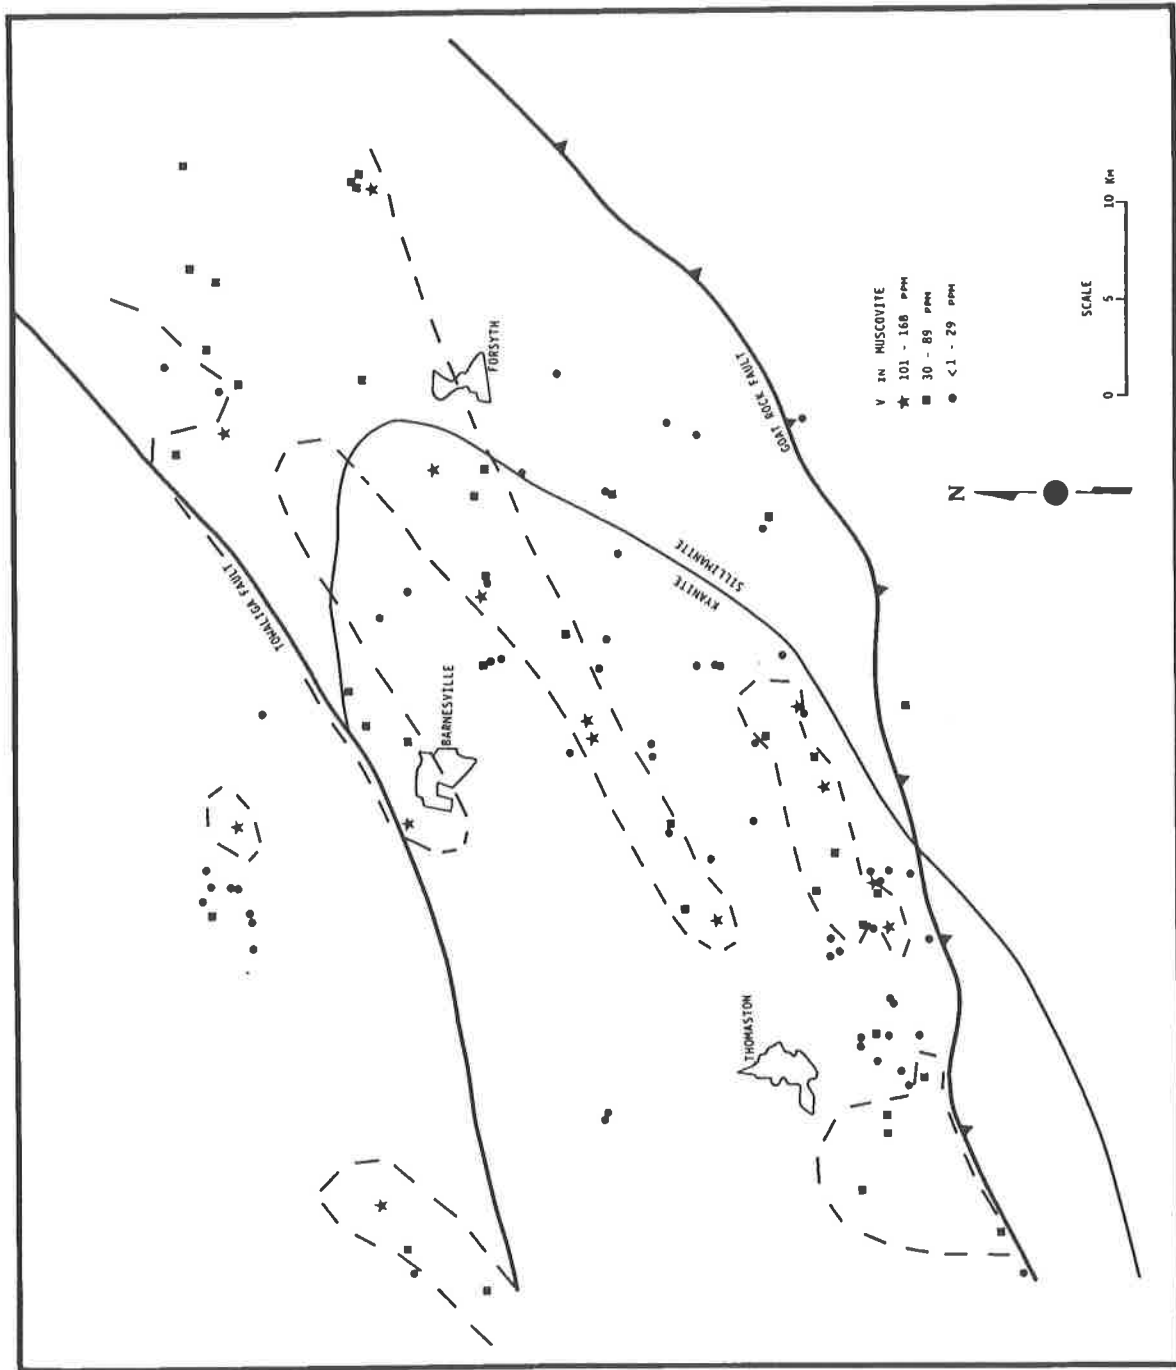 TOWALIGA FAULT
FORSYTH
BARNESVILLE
GOAT ROCK FAULT
SILLIMANITE
KYANITE
THOMASTON
N
V IN MUSCOVITE
★ 101 - 168 PPM
■ 30 - 89 PPM
● <1 - 29 PPM
SCALE
0 5 10 KM